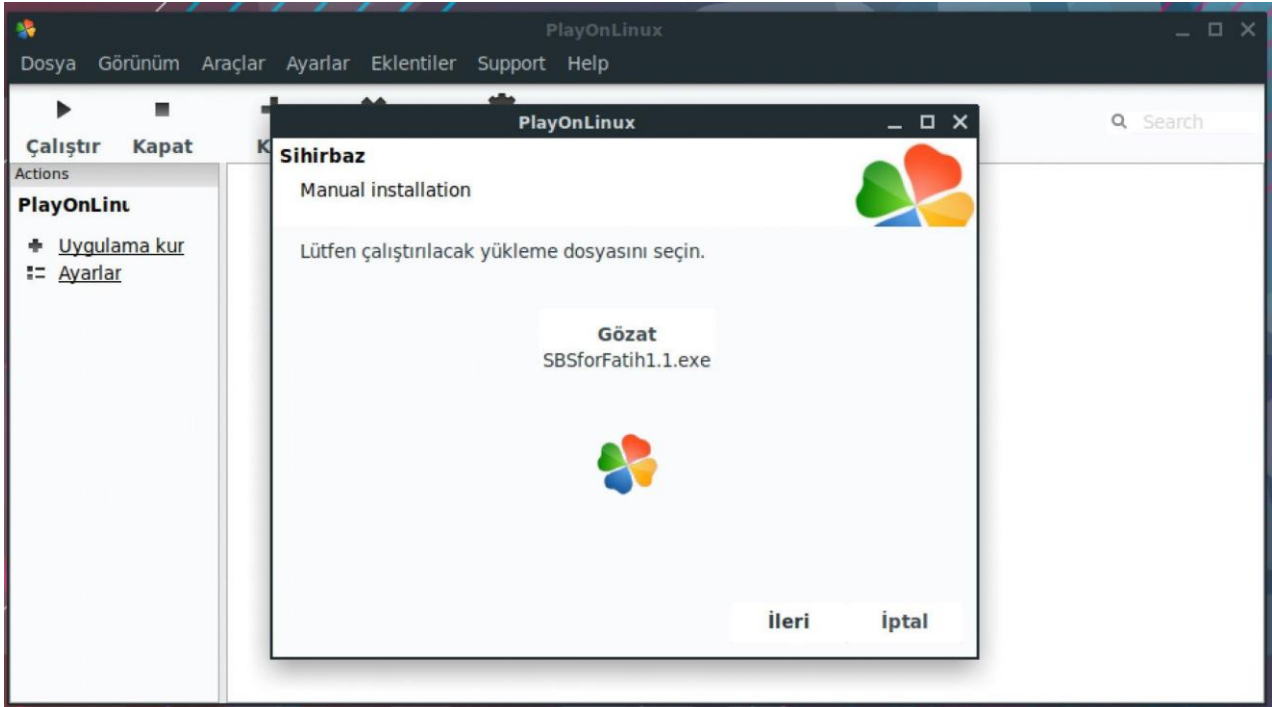 PlayOnLinux
Dosya Görünüm Araçlar Ayarlar Eklentiler Support Help
Çalıştır Kapat K
Search
Actions
PlayOnLinu
Uygulama kur
Ayarlar
PlayOnLinux
Sihirbaz
Manual installation
Lütfen çalıştırılacak yükleme dosyasını seçin.
Gözat
SBSforFatih1.1.exe
İleri İptal